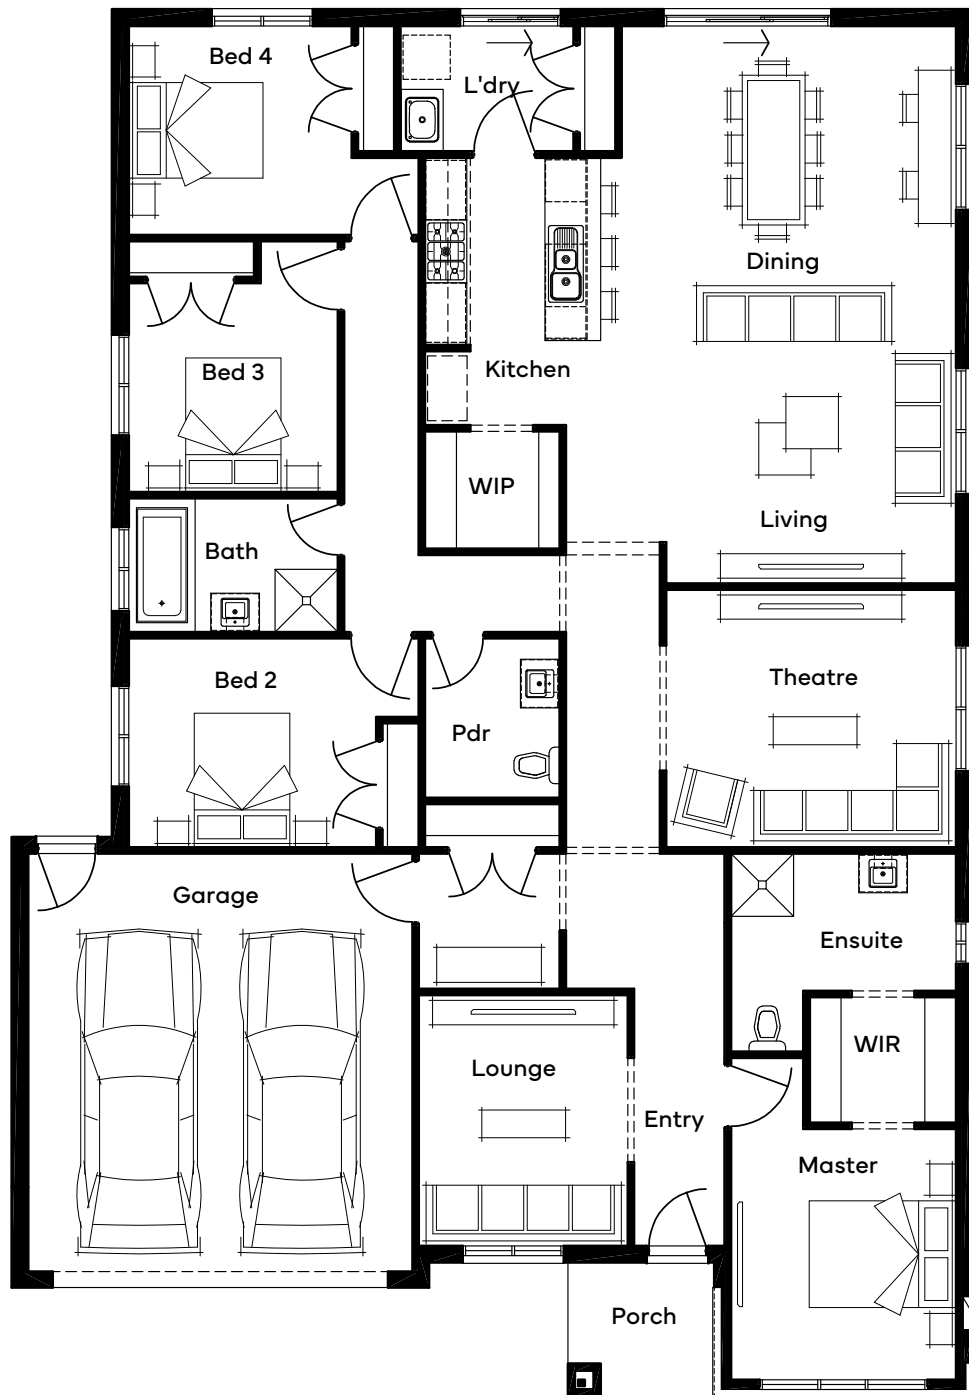 Bed 4
L'dry
Dining
Bed 3
Kitchen
WIP
Living
Bath
Bed 2
Theatre
Pdr
Garage
Ensuite
WIR
Lounge
Entry
Master
Porch